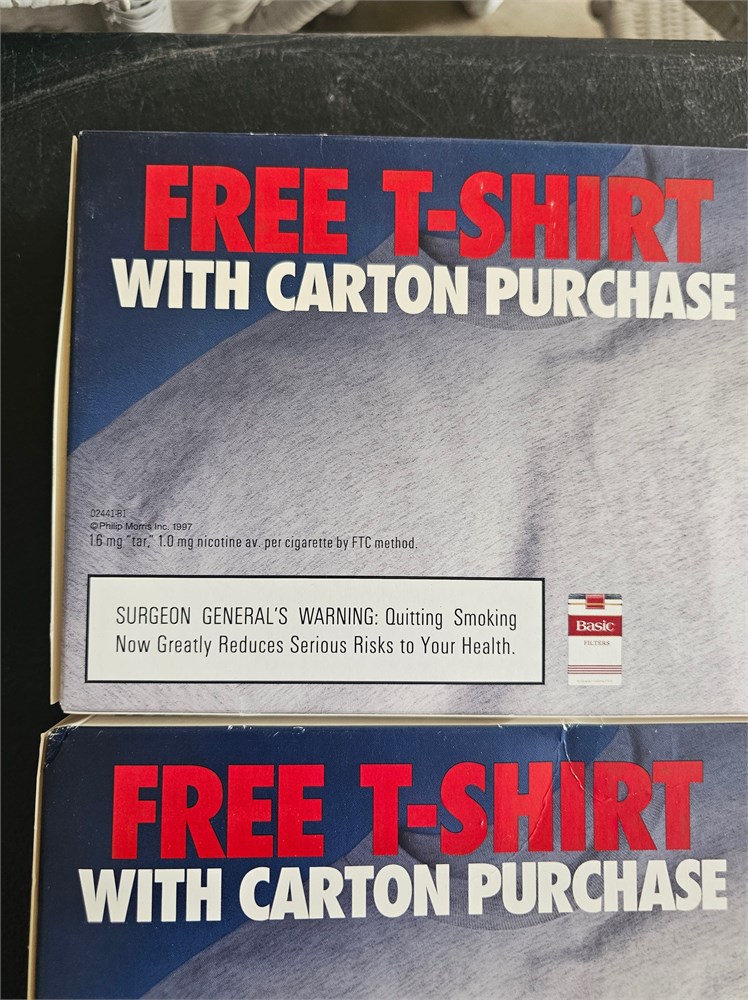 FREE T-SHIRT
WITH CARTON PURCHASE
02441-B1
©Philip Morris Inc. 1997
16 mg "tar," 1.0 mg nicotine av. per cigarette by FTC method.
SURGEON GENERAL'S WARNING: Quitting Smoking
Now Greatly Reduces Serious Risks to Your Health.
Basic
FILTERS
FREE T-SHIRT
WITH CARTON PURCHASE